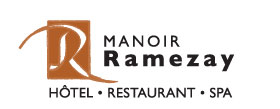 R
MANOIR
Ramezay
HÔTEL • RESTAURANT • SPA